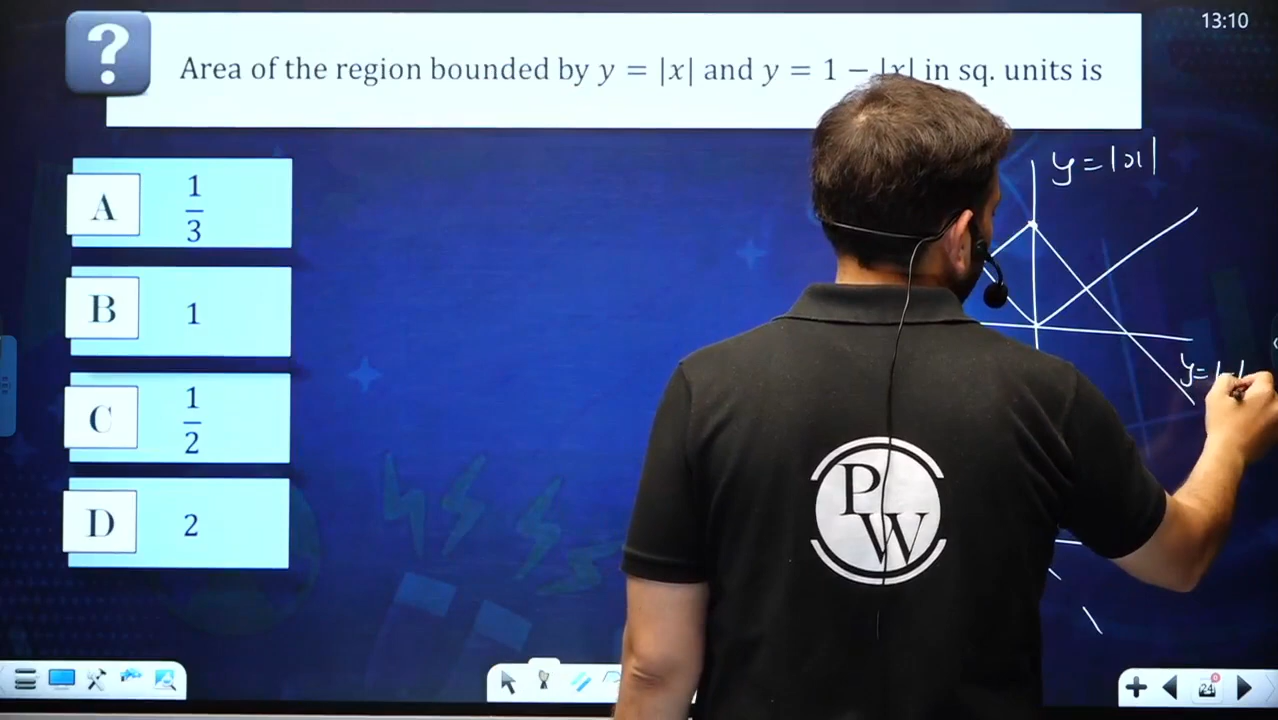 13:10
?
Area of the region bounded by y = |x| and y = 1 − |x| in sq. units is
y = |x|
A 1/3
B 1
C 1/2
D 2
y =
PW
24